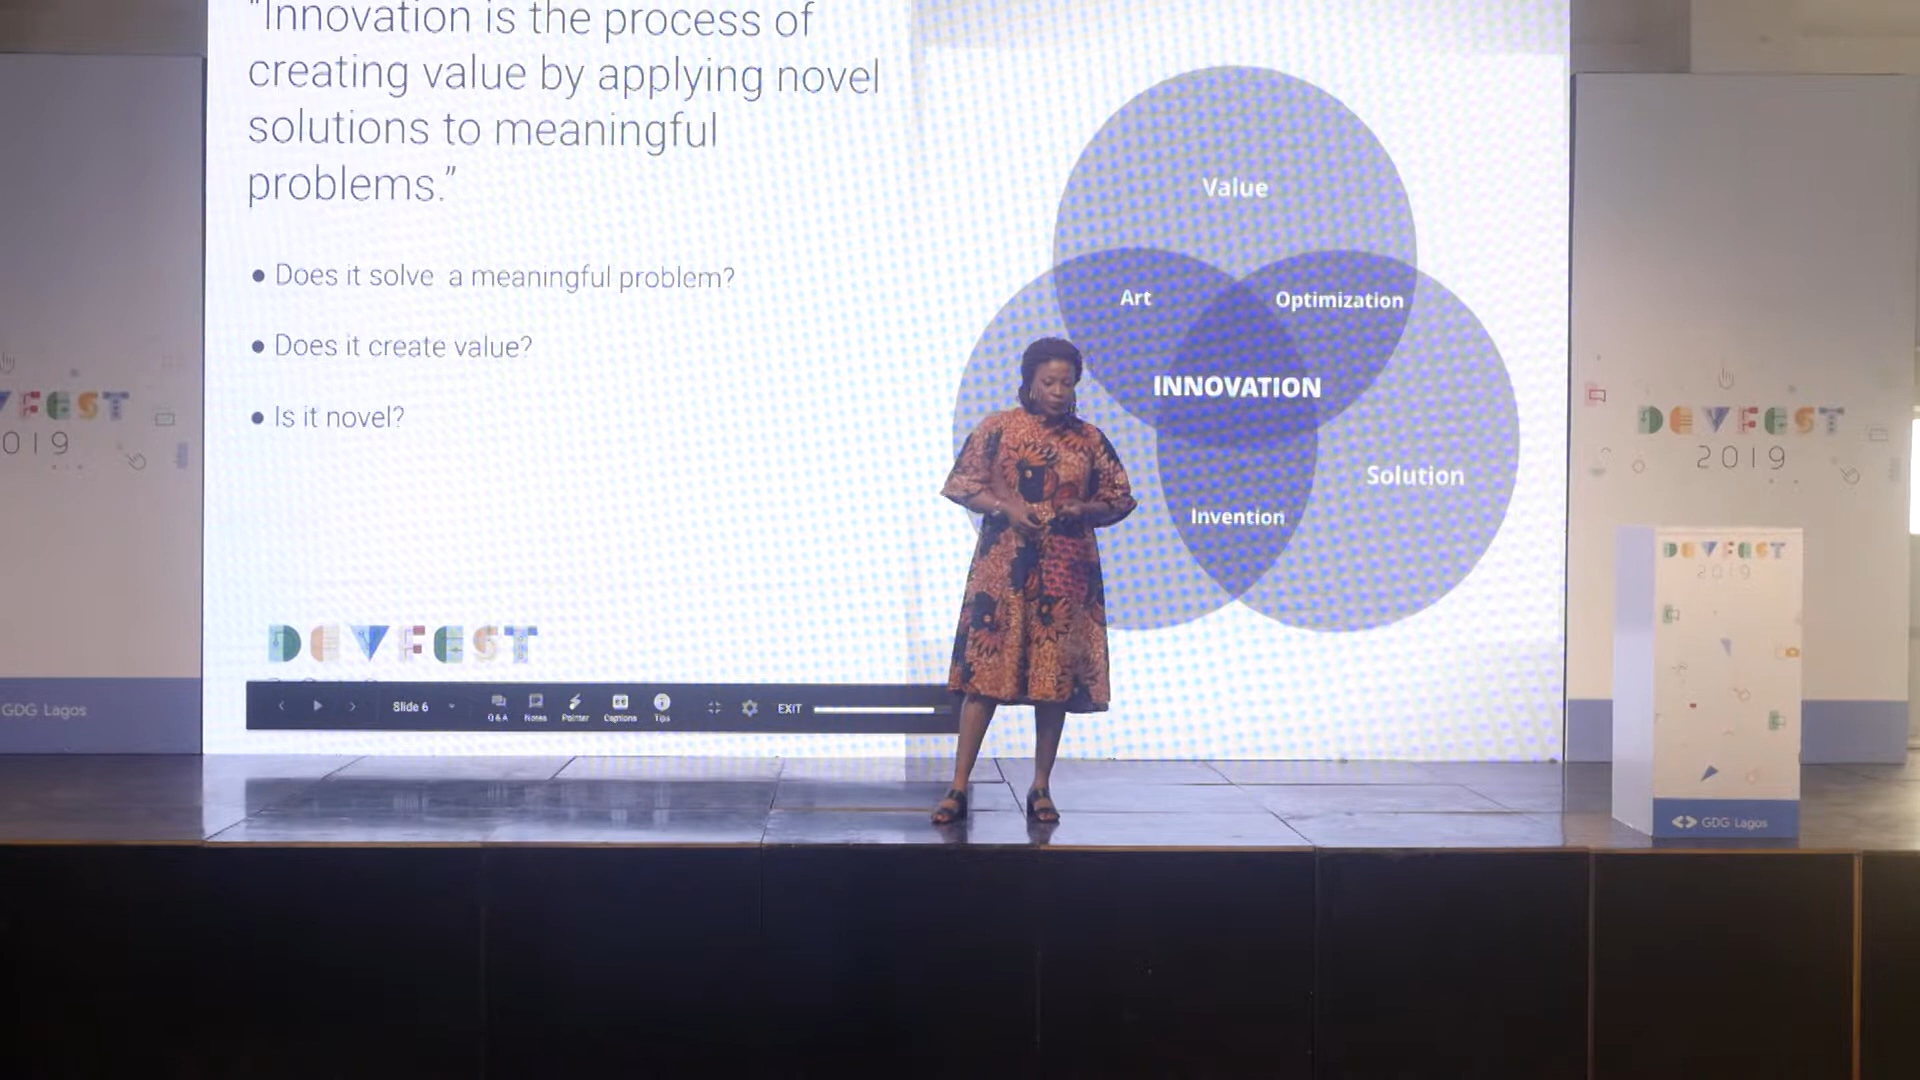 "Innovation is the process of
creating value by applying novel
solutions to meaningful
problems."
● Does it solve a meaningful problem?
● Does it create value?
● Is it novel?
Value
Art
Optimization
INNOVATION
Solution
Invention
DEVFEST
Slide 6
Q&A
Notes
Pointer
Captions
Tips
EXIT
VFEST
019
GDG Lagos
DEVFEST
2019
DEVFEST
2019
GDG Lagos